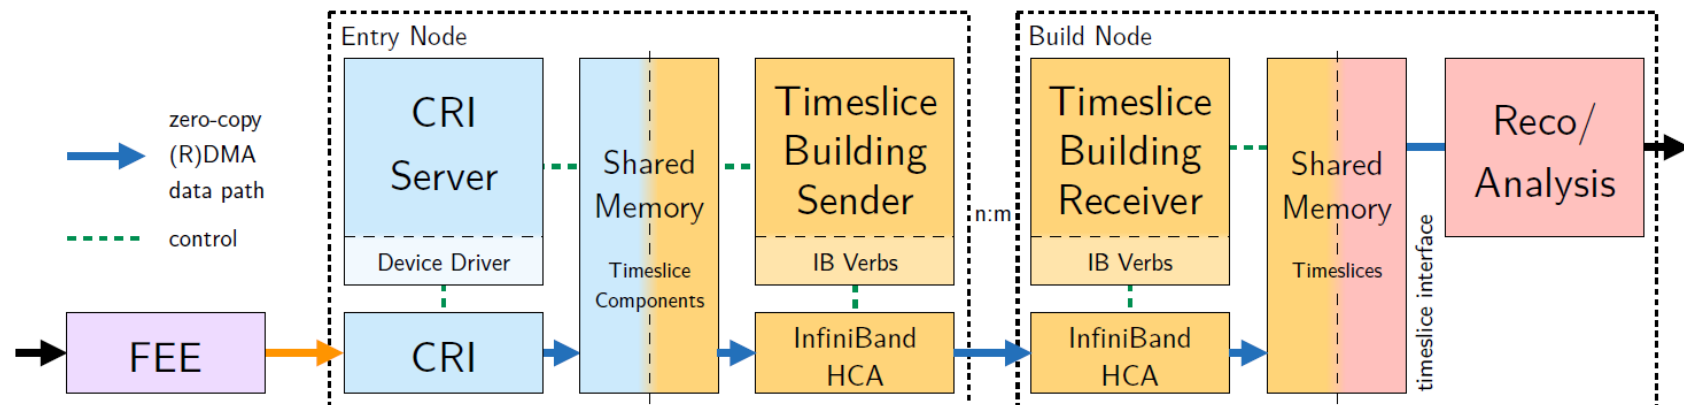 zero-copy
(R)DMA
data path
control
FEE
Entry Node
CRI
Server
Device Driver
CRI
Shared
Memory
Timeslice
Components
Timeslice
Building
Sender
IB Verbs
InfiniBand
HCA
n:m
Build Node
Timeslice
Building
Receiver
IB Verbs
InfiniBand
HCA
Shared
Memory
Timeslices
timeslice interface
Reco/
Analysis